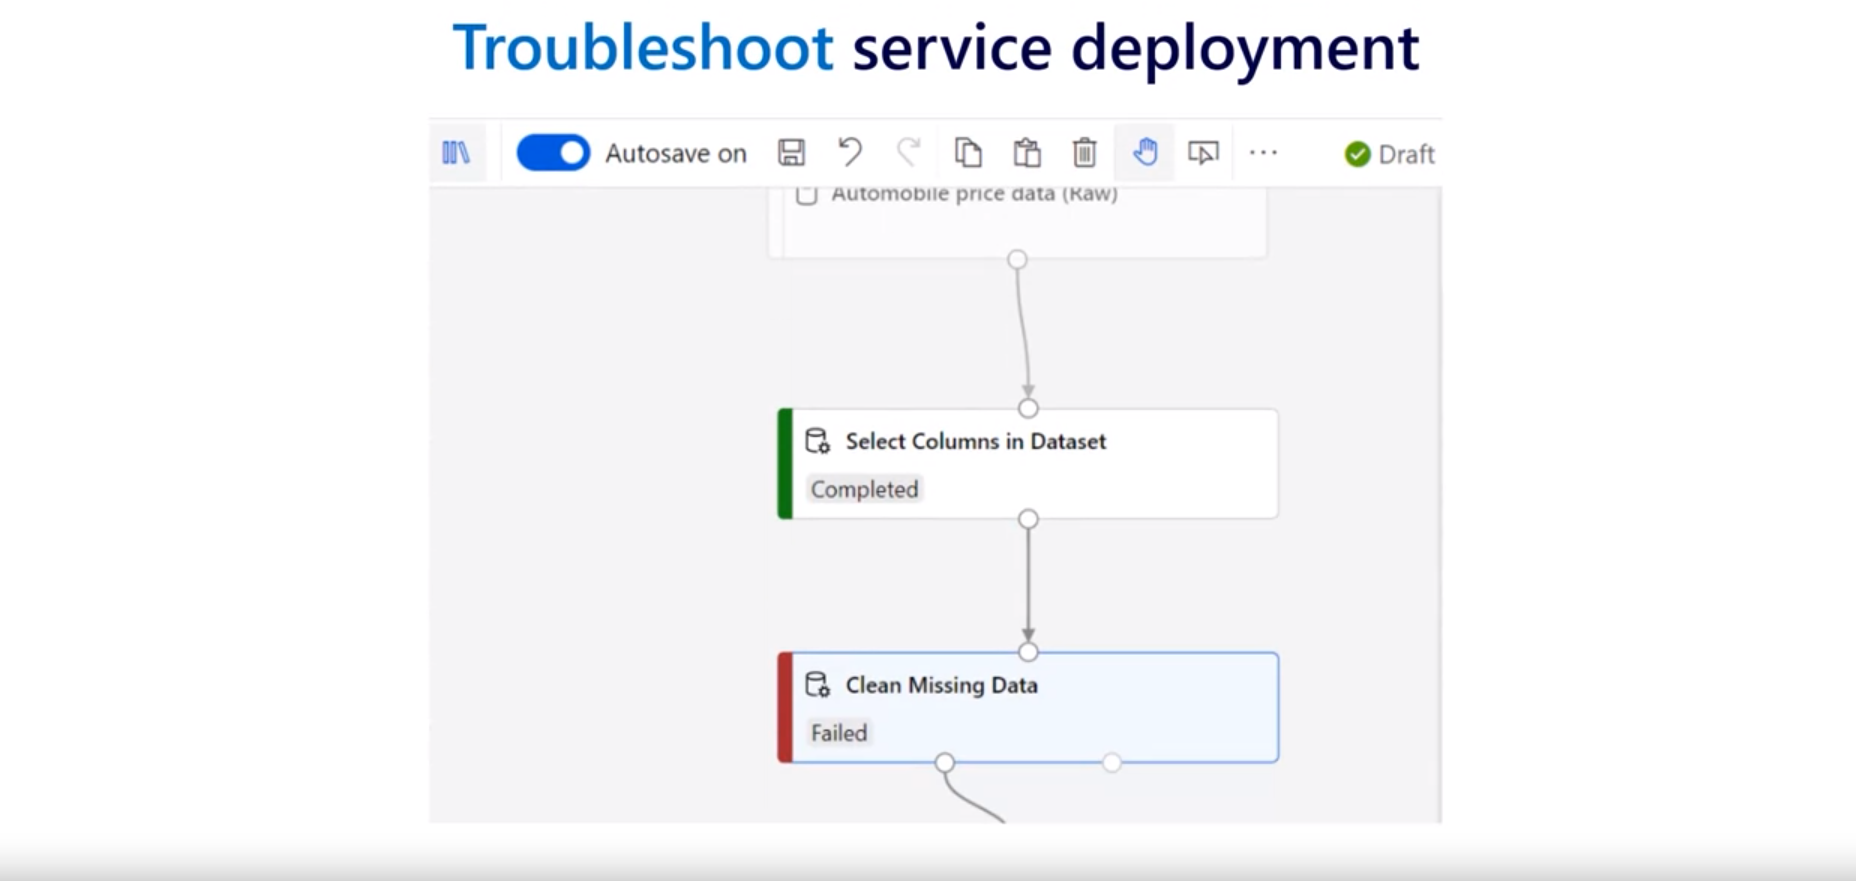 Troubleshoot service deployment
Autosave on
Draft
Automobile price data (Raw)
Select Columns in Dataset
Completed
Clean Missing Data
Failed